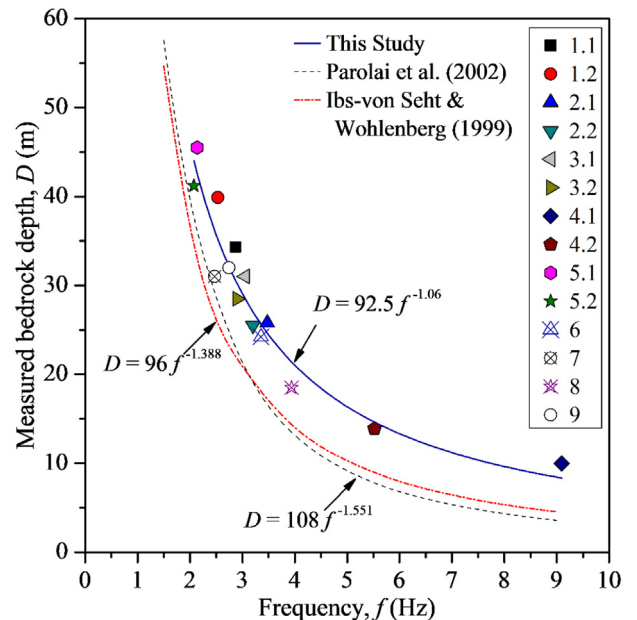 60
50
40
30
20
10
0
Measured bedrock depth, D (m)
This Study
Parolai et al. (2002)
Ibs-von Seht &
Wohlenberg (1999)
1.1
1.2
2.1
2.2
3.1
3.2
4.1
4.2
5.1
5.2
6
7
8
9
D = 92.5 f^-1.06
D = 96 f^-1.388
D = 108 f^-1.551
0 1 2 3 4 5 6 7 8 9 10
Frequency, f (Hz)